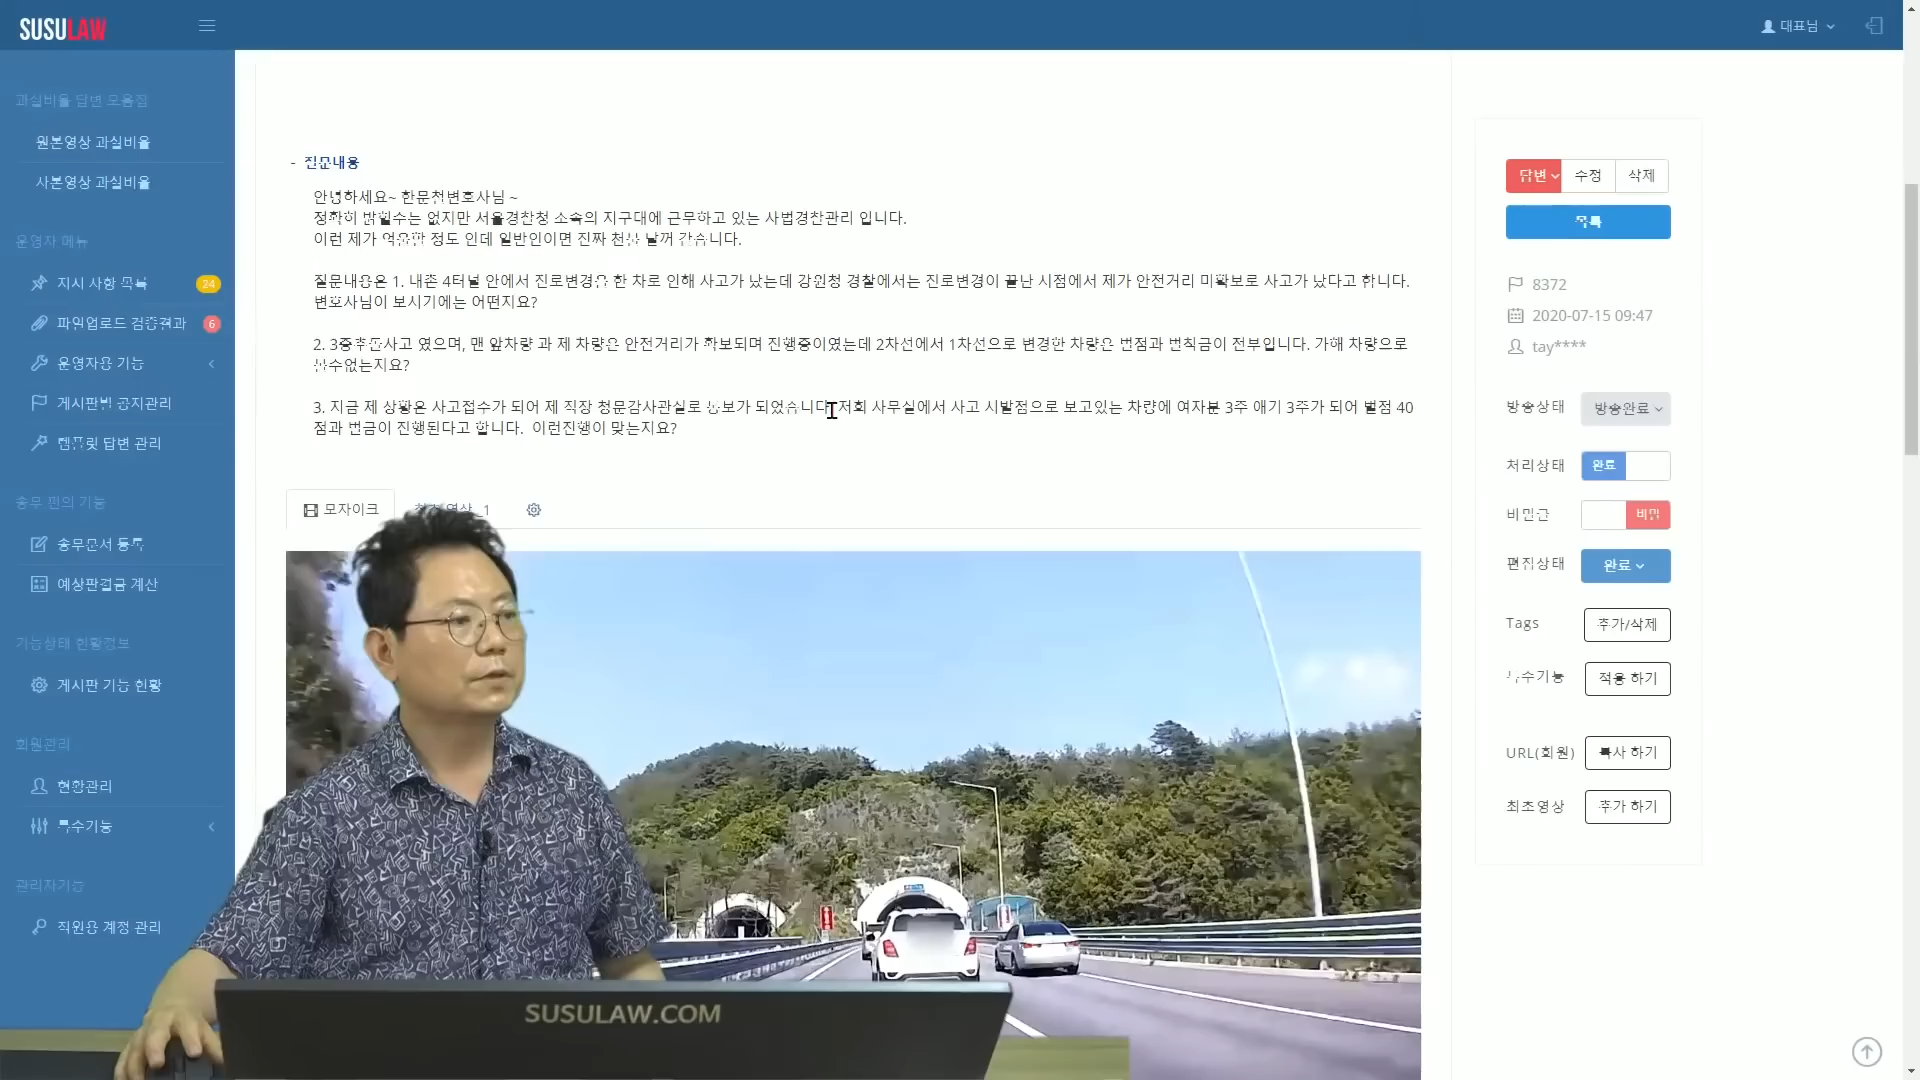 SUSULAW
대표님
과실비율 답변 모음집
원본영상 과실비율
사본영상 과실비율
운영자 메뉴
지시 사항 목록 24
파일업로드 검증결과 6
운영자용 기능
게시판별 공지관리
템플릿 답변 관리
송무 편의 기능
송무문서 등록
예상판결금 계산
기능상태 현황정보
게시판 기능 현황
회원관리
현황관리
특수기능
관리자기능
직원용 계정 관리
- 질문내용
안녕하세요~ 한문철변호사님 ~
정확히 밝힐수는 없지만 서울경찰청 소속의 지구대에 근무하고 있는 사법경찰관리 입니다.
이런 제가 억울할 정도 인데 일반인이면 진짜 천불 날꺼 같습니다.
질문내용은 1. 내촌 4터널 안에서 진로변경을 한 차로 인해 사고가 났는데 강원청 경찰에서는 진로변경이 끝난 시점에서 제가 안전거리 미확보로 사고가 났다고 합니다.
변호사님이 보시기에는 어떤지요?
2. 3중추돌사고 였으며, 맨 앞차량 과 제 차량은 안전거리가 확보되며 진행중이였는데 2차선에서 1차선으로 변경한 차량은 벌점과 범칙금이 전부입니다. 가해 차량으로
볼수없는지요?
3. 지금 제 상황은 사고접수가 되어 제 직장 청문감사관실로 통보가 되었습니다. 저희 사무실에서 사고 시발점으로 보고있는 차량에 여자분 3주 애기 3주가 되어 벌점 40
점과 벌금이 진행된다고 합니다. 이런진행이 맞는지요?
모자이크
영상_1
답변 수정 삭제
목록
8372
2020-07-15 09:47
tay****
방송상태 방송완료
처리상태 완료
비밀글 비밀
편집상태 완료
Tags 추가/삭제
특수기능 적용 하기
URL(회원) 복사 하기
최초영상 추가 하기
SUSULAW.COM